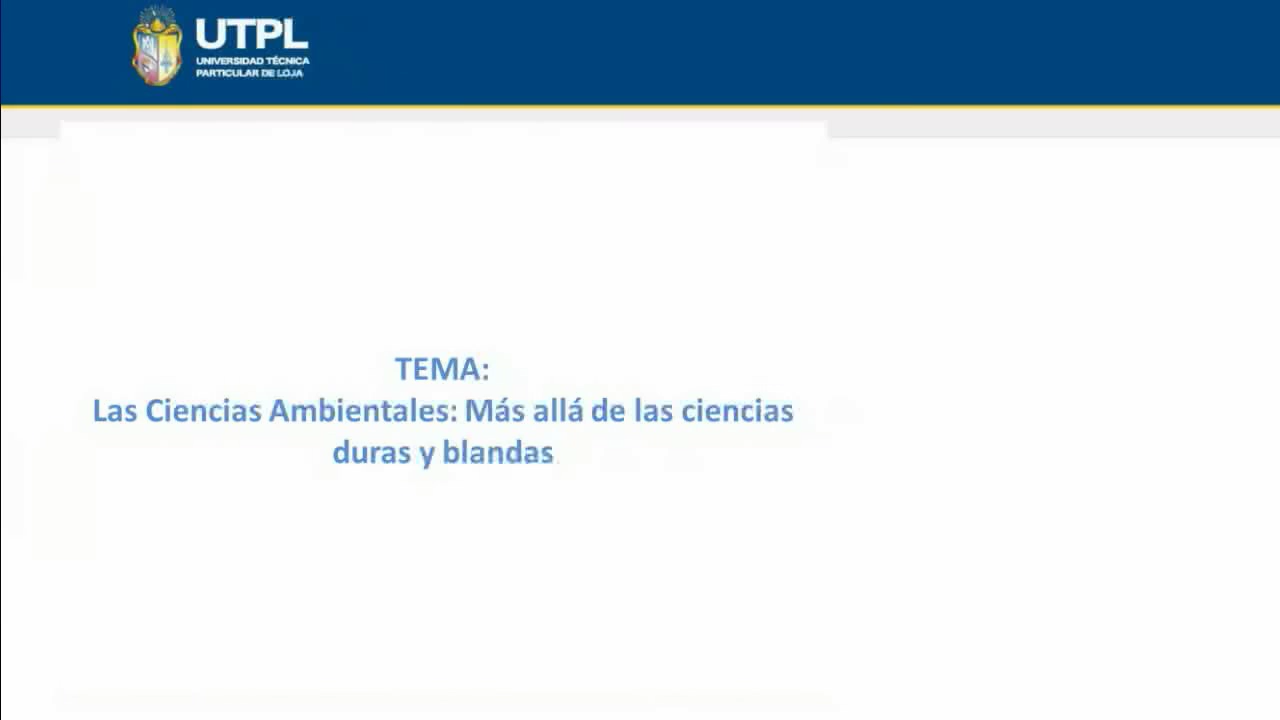 UTPL
UNIVERSIDAD TÉCNICA
PARTICULAR DE LOJA
TEMA:
Las Ciencias Ambientales: Más allá de las ciencias
duras y blandas